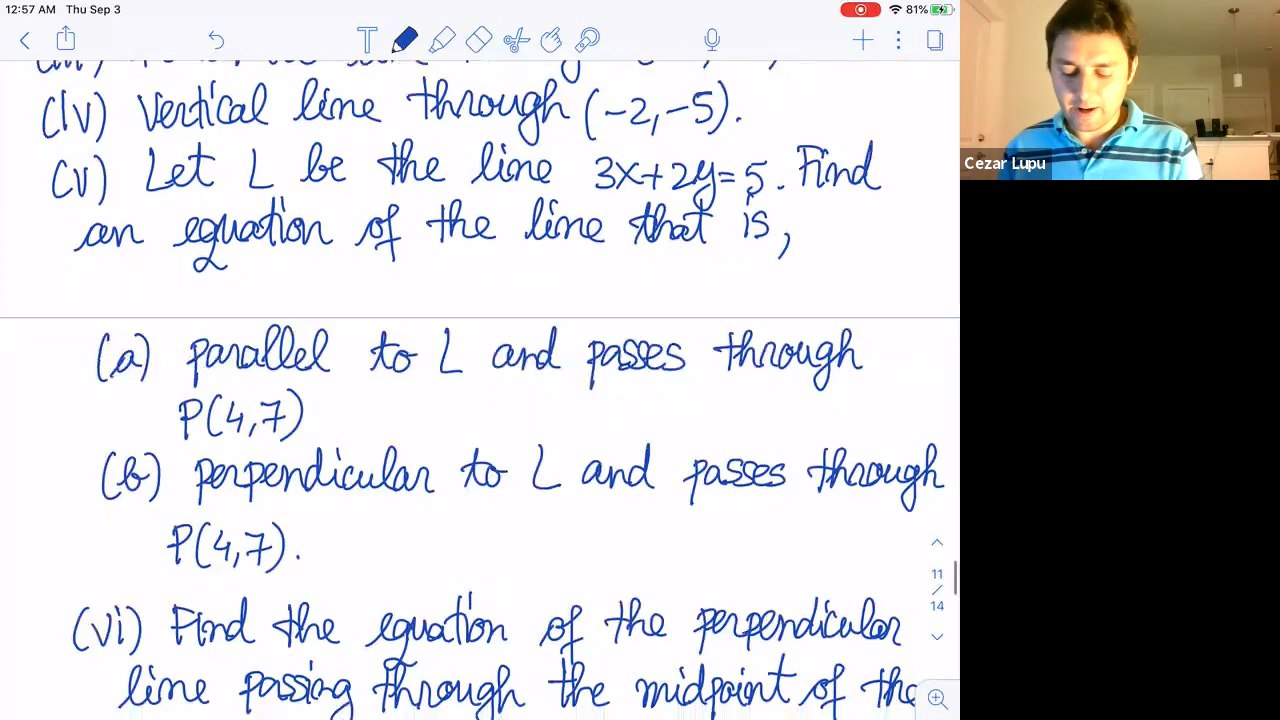 12:57 AM Thu Sep 3
81%
T
(iv) Vertical line through (-2,-5).
(v) Let L be the line 3x+2y=5. Find
an equation of the line that is,
(a) parallel to L and passes through
P(4,7)
(b) perpendicular to L and passes through
P(4,7).
(vi) Find the equation of the perpendicular
line passing through the midpoint of the
11
/
14
Cezar Lupu